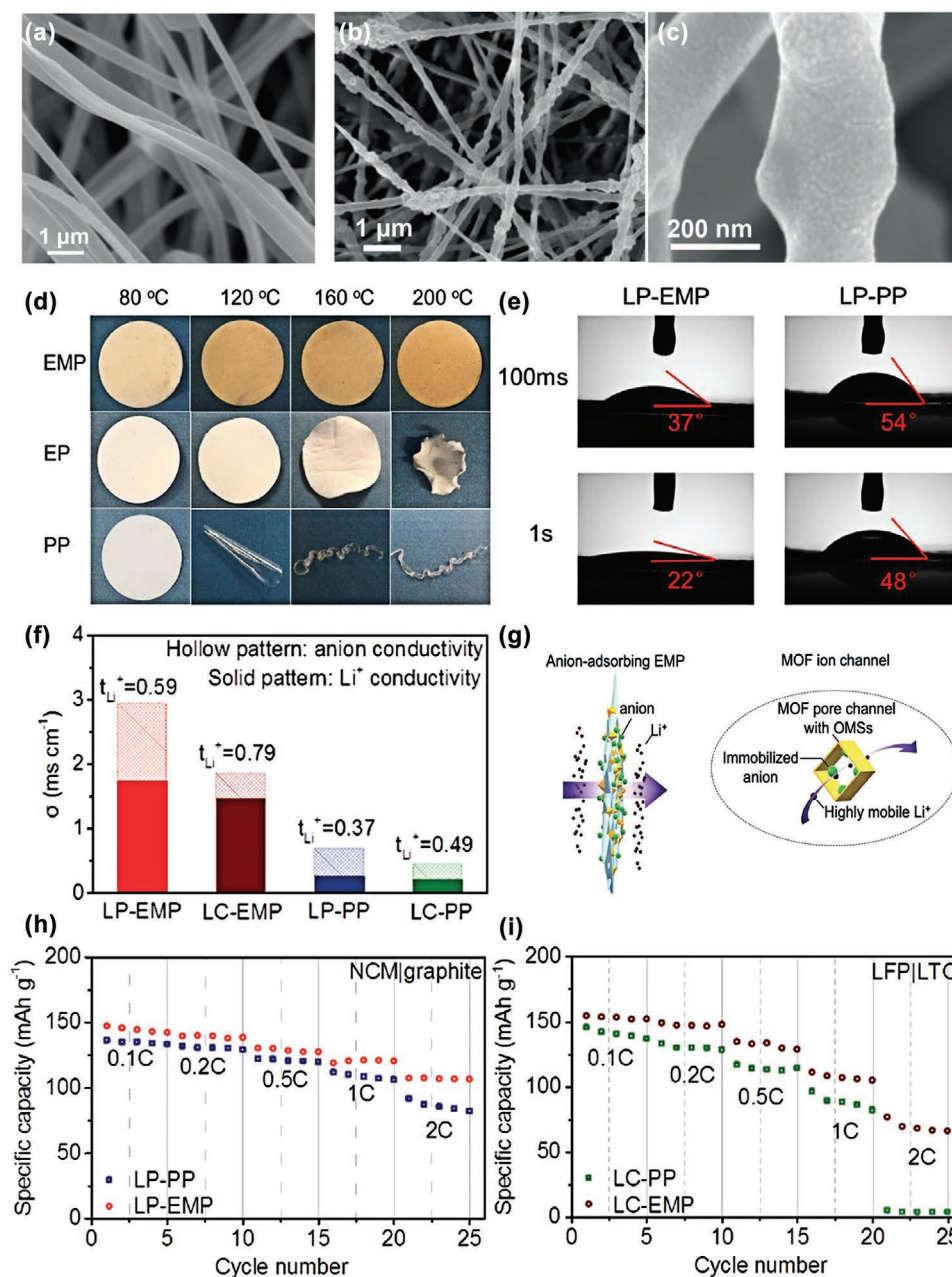 (a)
1 μm
(b)
1 μm
(c)
200 nm
(d)
80 ºC 120 ºC 160 ºC 200 ºC
EMP
EP
PP
(e)
LP-EMP LP-PP
100ms
37°
54°
1s
22°
48°
(f)
4
3
2
1
0
σ (ms cm⁻¹)
Hollow pattern: anion conductivity
Solid pattern: Li⁺ conductivity
t_Li⁺=0.59
t_Li⁺=0.79
t_Li⁺=0.37
t_Li⁺=0.49
LP-EMP LC-EMP LP-PP LC-PP
(g)
Anion-adsorbing EMP
anion
Li⁺
MOF ion channel
MOF pore channel
with OMSs
Immobilized
anion
Highly mobile Li⁺
(h)
200
150
100
50
0
Specific capacity (mAh g⁻¹)
NCM|graphite
0.1C
0.2C
0.5C
1C
2C
LP-PP
LP-EMP
0 5 10 15 20 25
Cycle number
(i)
200
150
100
50
0
Specific capacity (mAh g⁻¹)
LFP|LTO
0.1C
0.2C
0.5C
1C
2C
LC-PP
LC-EMP
0 5 10 15 20 25
Cycle number